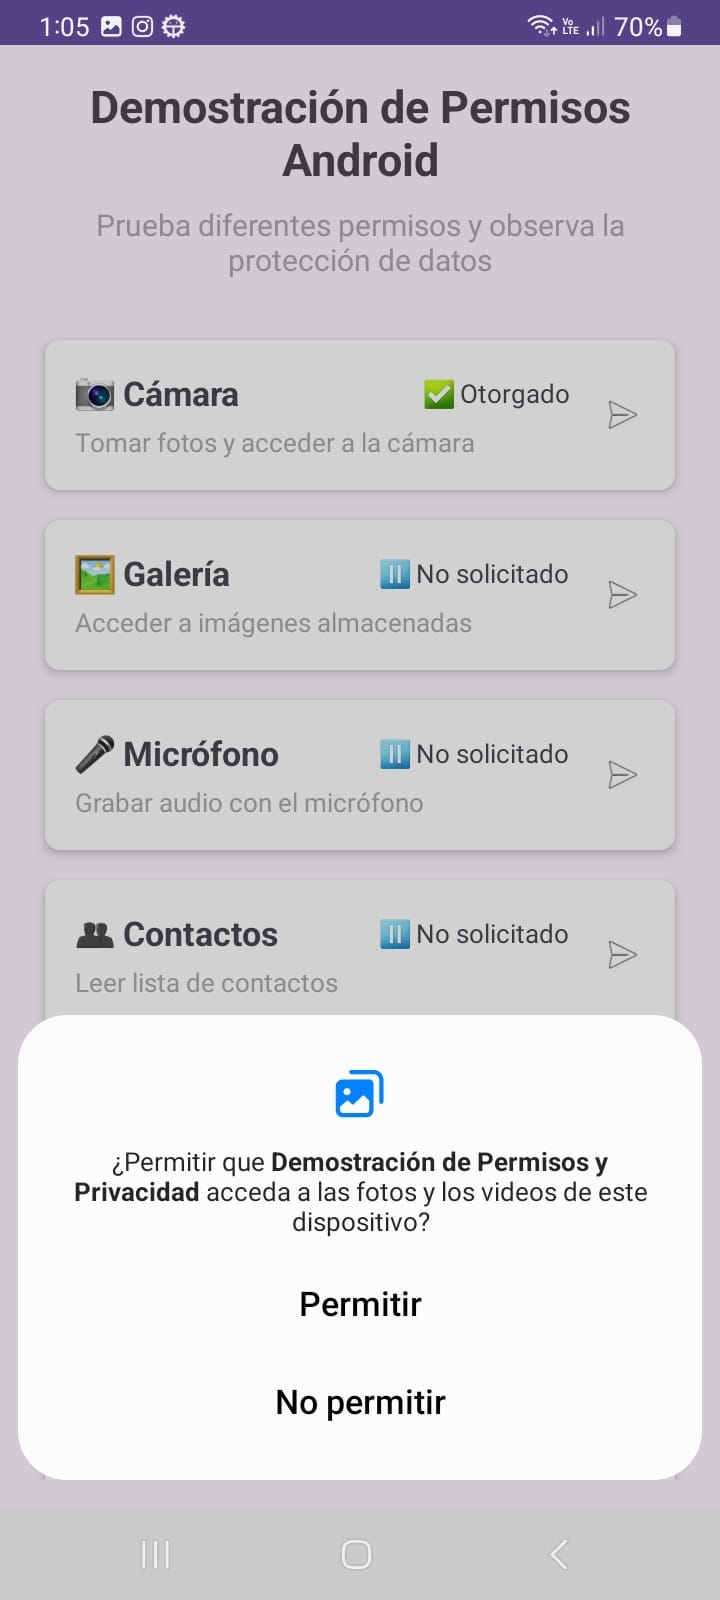 1:05
Vo
LTE
70%
Demostración de Permisos
Android
Prueba diferentes permisos y observa la
protección de datos
Cámara
Otorgado
Tomar fotos y acceder a la cámara
Galería
No solicitado
Acceder a imágenes almacenadas
Micrófono
No solicitado
Grabar audio con el micrófono
Contactos
No solicitado
Leer lista de contactos
¿Permitir que Demostración de Permisos y
Privacidad acceda a las fotos y los videos de este
dispositivo?
Permitir
No permitir